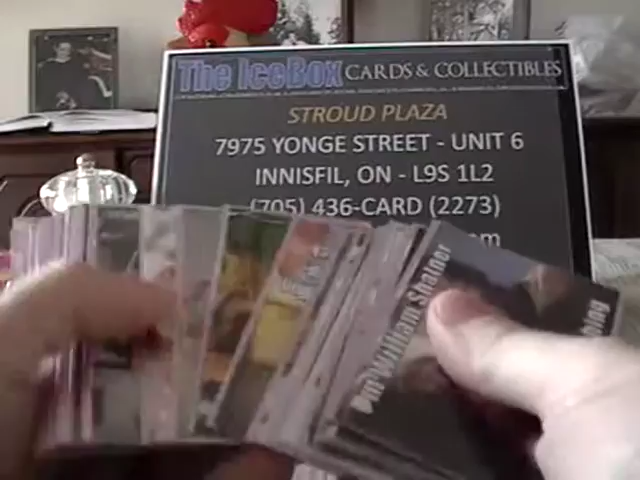 The IceBox CARDS & COLLECTIBLES
STROUD PLAZA
7975 YONGE STREET - UNIT 6
INNISFIL, ON - L9S 1L2
(705) 436-CARD (2273)
om
William Shatner